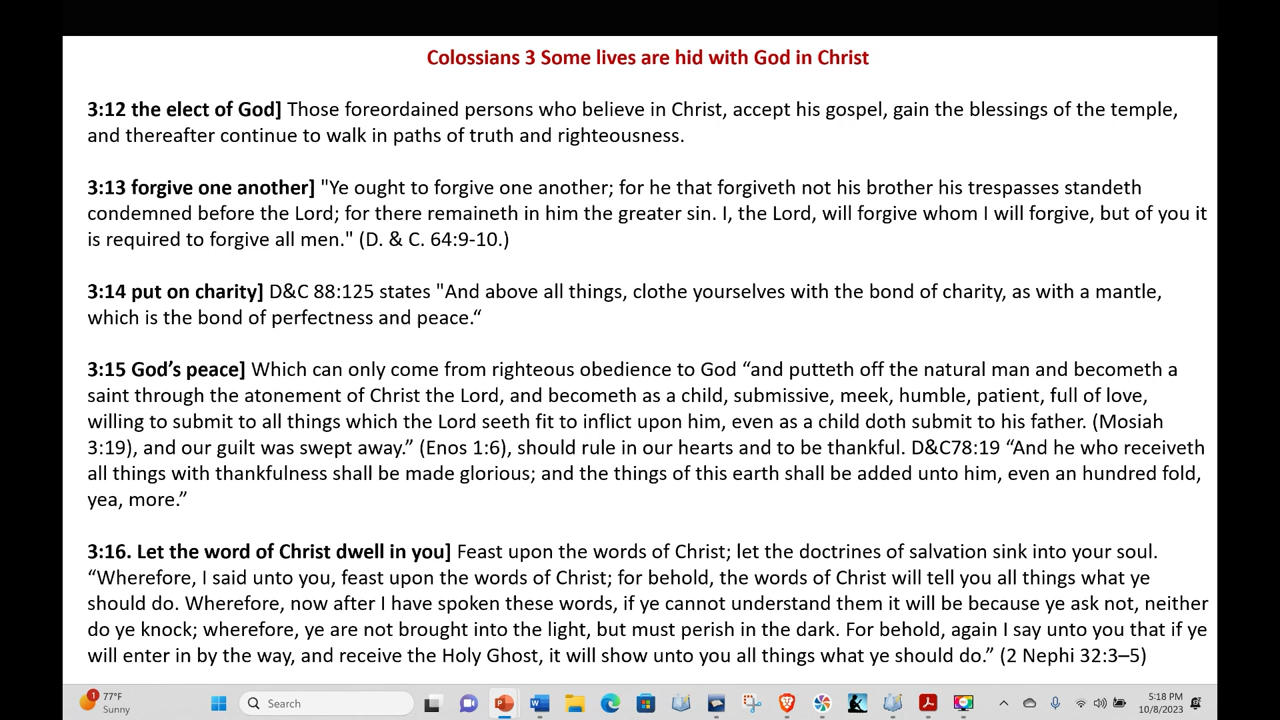 Colossians 3 Some lives are hid with God in Christ
3:12 the elect of God] Those foreordained persons who believe in Christ, accept his gospel, gain the blessings of the temple,
and thereafter continue to walk in paths of truth and righteousness.
3:13 forgive one another] "Ye ought to forgive one another; for he that forgiveth not his brother his trespasses standeth
condemned before the Lord; for there remaineth in him the greater sin. I, the Lord, will forgive whom I will forgive, but of you it
is required to forgive all men." (D. & C. 64:9-10.)
3:14 put on charity] D&C 88:125 states "And above all things, clothe yourselves with the bond of charity, as with a mantle,
which is the bond of perfectness and peace.“
3:15 God’s peace] Which can only come from righteous obedience to God “and putteth off the natural man and becometh a
saint through the atonement of Christ the Lord, and becometh as a child, submissive, meek, humble, patient, full of love,
willing to submit to all things which the Lord seeth fit to inflict upon him, even as a child doth submit to his father. (Mosiah
3:19), and our guilt was swept away.” (Enos 1:6), should rule in our hearts and to be thankful. D&C78:19 “And he who receiveth
all things with thankfulness shall be made glorious; and the things of this earth shall be added unto him, even an hundred fold,
yea, more.”
3:16. Let the word of Christ dwell in you] Feast upon the words of Christ; let the doctrines of salvation sink into your soul.
“Wherefore, I said unto you, feast upon the words of Christ; for behold, the words of Christ will tell you all things what ye
should do. Wherefore, now after I have spoken these words, if ye cannot understand them it will be because ye ask not, neither
do ye knock; wherefore, ye are not brought into the light, but must perish in the dark. For behold, again I say unto you that if ye
will enter in by the way, and receive the Holy Ghost, it will show unto you all things what ye should do.” (2 Nephi 32:3–5)
1
77°F
Sunny
Search
5:18 PM
10/8/2023